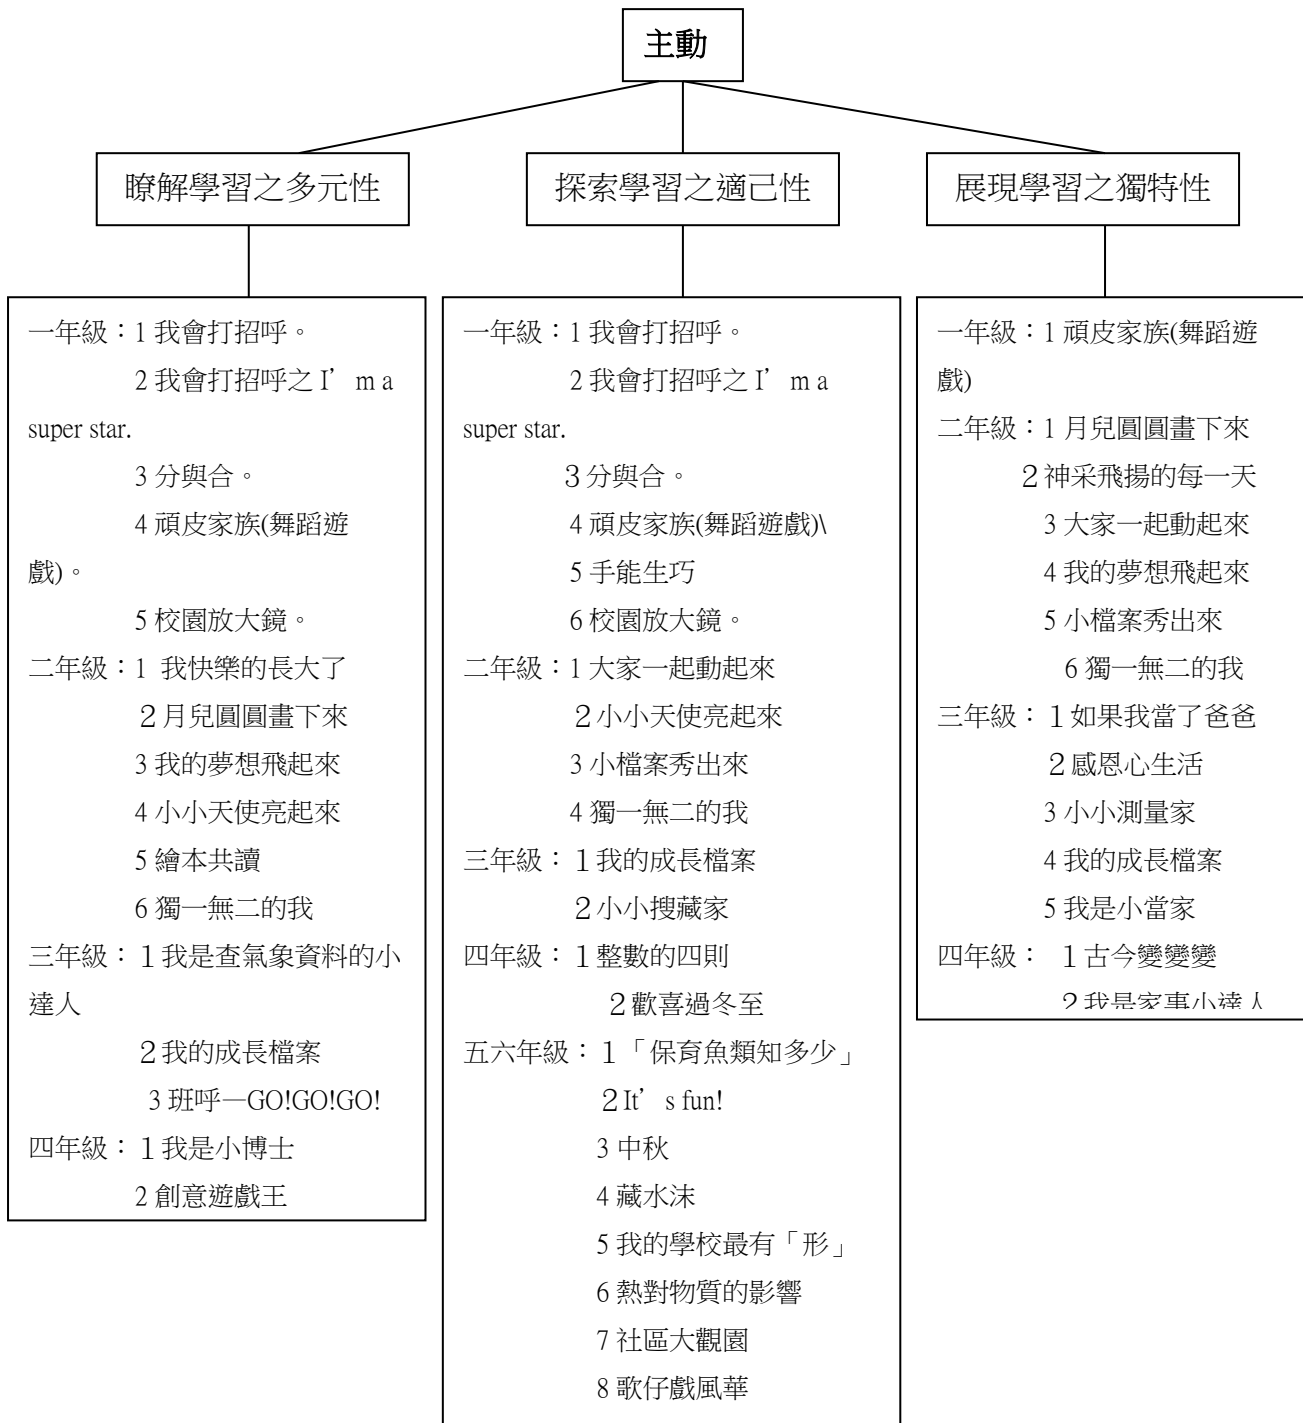 主動
瞭解學習之多元性
探索學習之適己性
展現學習之獨特性
一年級：1 我會打招呼。
2 我會打招呼之 I’m a
super star.
3 分與合。
4 頑皮家族(舞蹈遊
戲)。
5 校園放大鏡。
二年級：1 我快樂的長大了
２月兒圓圓畫下來
3 我的夢想飛起來
4 小小天使亮起來
5 繪本共讀
6 獨一無二的我
三年級：１我是查氣象資料的小
達人
２我的成長檔案
3 班呼—GO!GO!GO!
四年級：１我是小博士
2 創意遊戲王
一年級：1 我會打招呼。
2 我會打招呼之 I’m a
super star.
３分與合。
4 頑皮家族(舞蹈遊戲)\
5 手能生巧
6 校園放大鏡。
二年級：1 大家一起動起來
２小小天使亮起來
3 小檔案秀出來
4 獨一無二的我
三年級：１我的成長檔案
２小小搜藏家
四年級：１整數的四則
２歡喜過冬至
五六年級：１「保育魚類知多少」
２It’s fun!
3 中秋
4 藏水沫
5 我的學校最有「形」
6 熱對物質的影響
7 社區大觀園
8 歌仔戲風華
一年級：1 頑皮家族(舞蹈遊
戲)
二年級：1 月兒圓圓畫下來
２神采飛揚的每一天
3 大家一起動起來
4 我的夢想飛起來
5 小檔案秀出來
6 獨一無二的我
三年級：１如果我當了爸爸
２感恩心生活
3 小小測量家
4 我的成長檔案
5 我是小當家
四年級：１古今變變變
２我是家事小達人